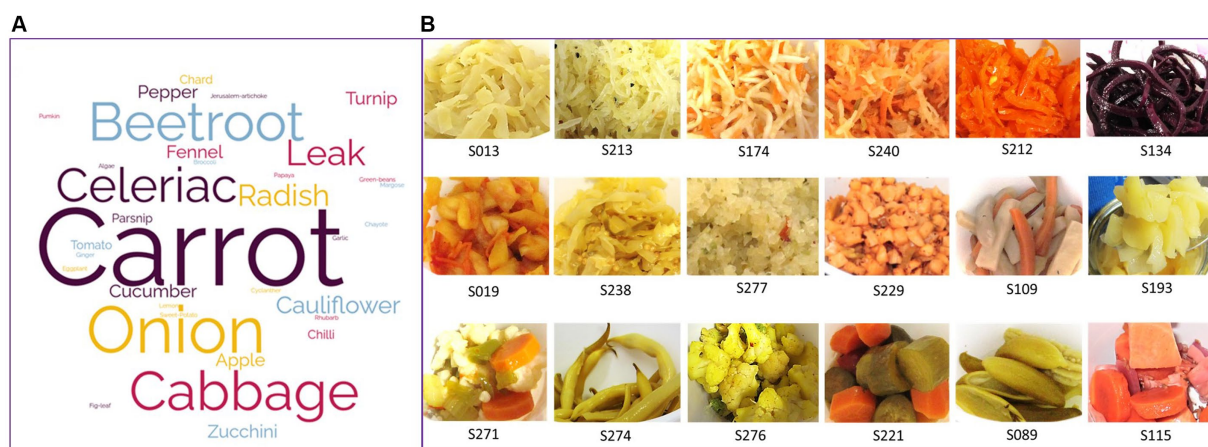 A
B
Chard
Pepper
Jerusalem-artichoke
Turnip
Pumkin
Beetroot
Fennel
Leak
Broccoli
Algae
Papaya
Green-beans
Celeriac
Radish
Margose
Carrot
Parsnip
Chayote
Garlic
Tomato
Ginger
Eggplant
Cucumber
Cauliflower
Lemon
Sweet-Potato
Rhubarb
Onion
Chilli
Apple
Cabbage
Fig-leaf
Zucchini
S013 S213 S174 S240 S212 S134
S019 S238 S277 S229 S109 S193
S271 S274 S276 S221 S089 S115